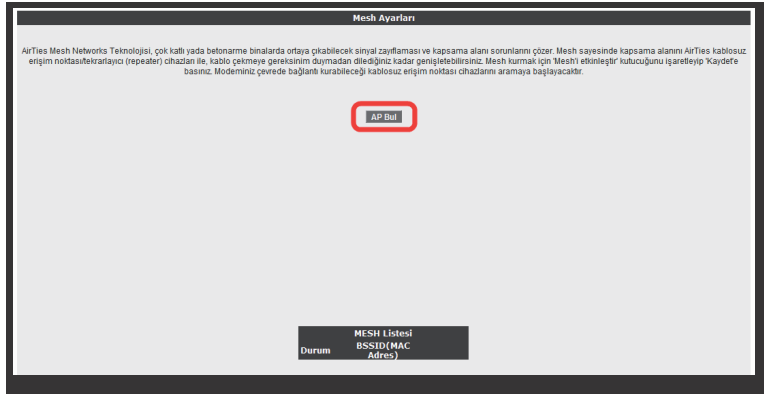 Mesh Ayarları
AirTies Mesh Networks Teknolojisi, çok katlı yada betonarme binalarda ortaya çıkabilecek sinyal zayıflaması ve kapsama alanı sorunlarını çözer. Mesh sayesinde kapsama alanını AirTies kablosuz
erişim noktası/tekrarlayıcı (repeater) cihazları ile, kablo çekmeye gereksinim duymadan dilediğiniz kadar genişletebilirsiniz. Mesh kurmak için 'Mesh'i etkinleştir' kutucuğunu işaretleyip 'Kaydet'e
basınız. Modeminiz çevrede bağlantı kurabileceği kablosuz erişim noktası cihazlarını aramaya başlayacaktır.
AP Bul
MESH Listesi
Durum BSSID(MAC
Adres)